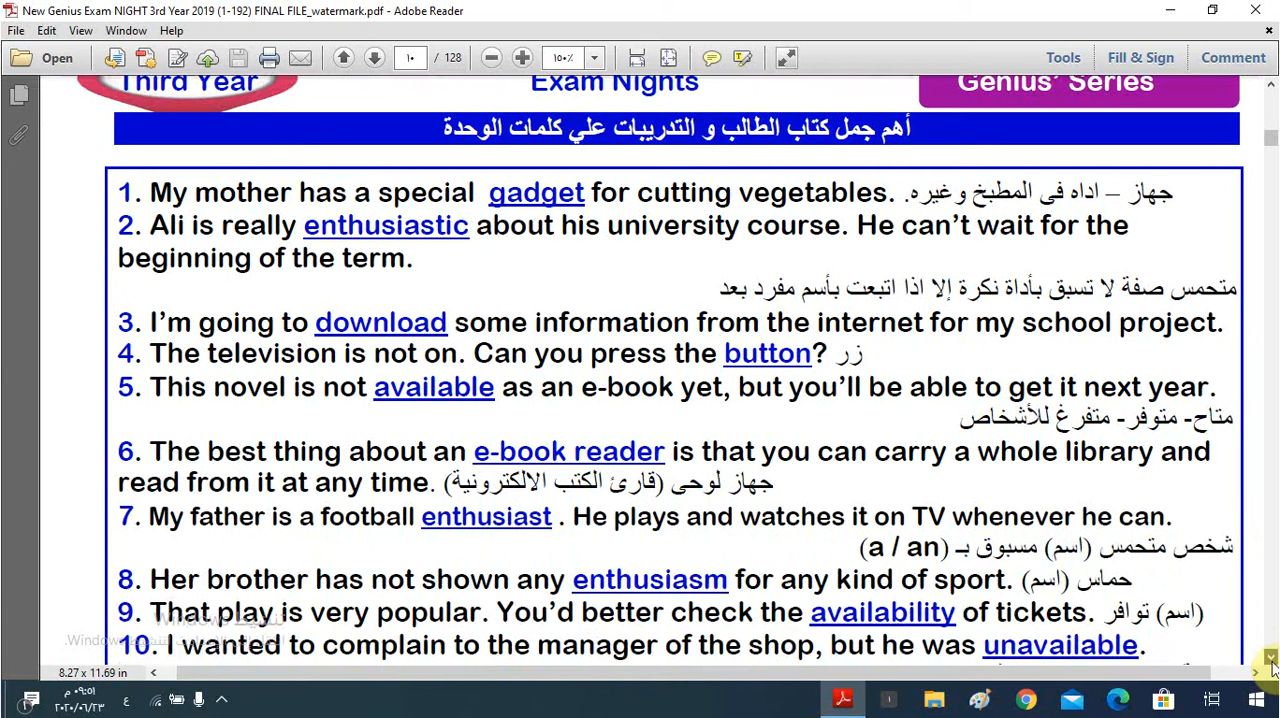 New Genius Exam NIGHT 3rd Year 2019 (1-192) FINAL FILE_watermark.pdf - Adobe Reader
File Edit View Window Help
Open ١٠ / 128 ١٥٠٪ Tools Fill & Sign Comment
Third Year Exam Nights Genius' Series
أهم جمل كتاب الطالب و التدريبات علي كلمات الوحدة
1. My mother has a special gadget for cutting vegetables. جهاز – اداه فى المطبخ وغيره.
2. Ali is really enthusiastic about his university course. He can't wait for the
beginning of the term.
متحمس صفة لا تسبق بأداة نكرة إلا اذا اتبعت بأسم مفرد بعد
3. I'm going to download some information from the internet for my school project.
4. The television is not on. Can you press the button? زر
5. This novel is not available as an e-book yet, but you'll be able to get it next year.
متاح- متوفر- متفرغ للأشخاص
6. The best thing about an e-book reader is that you can carry a whole library and
read from it at any time. جهاز لوحى (قارئ الكتب الالكترونية)
7. My father is a football enthusiast . He plays and watches it on TV whenever he can.
شخص متحمس (اسم) مسبوق بـ (a / an)
8. Her brother has not shown any enthusiasm for any kind of sport. حماس (اسم)
9. That play is very popular. You'd better check the availability of tickets. (اسم) توافر
تنشيط Windows
10. I wanted to complain to the manager of the shop, but he was unavailable.
8.27 x 11.69 in
٠٩:٥١ م
٢٠٢٠/٠٦/٢٣
ع